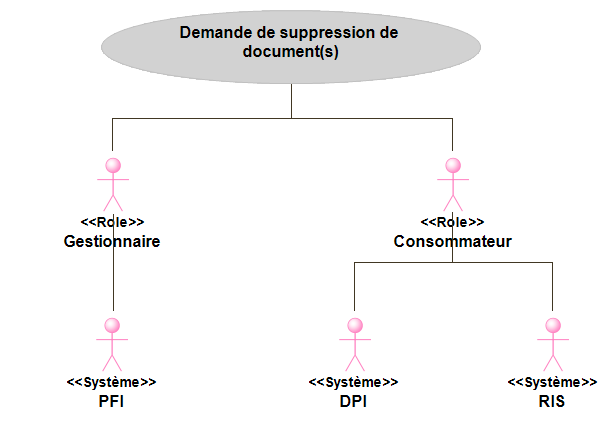 Demande de suppression de
document(s)
<<Role>>
Gestionnaire
<<Role>>
Consommateur
<<Système>>
PFI
<<Système>>
DPI
<<Système>>
RIS